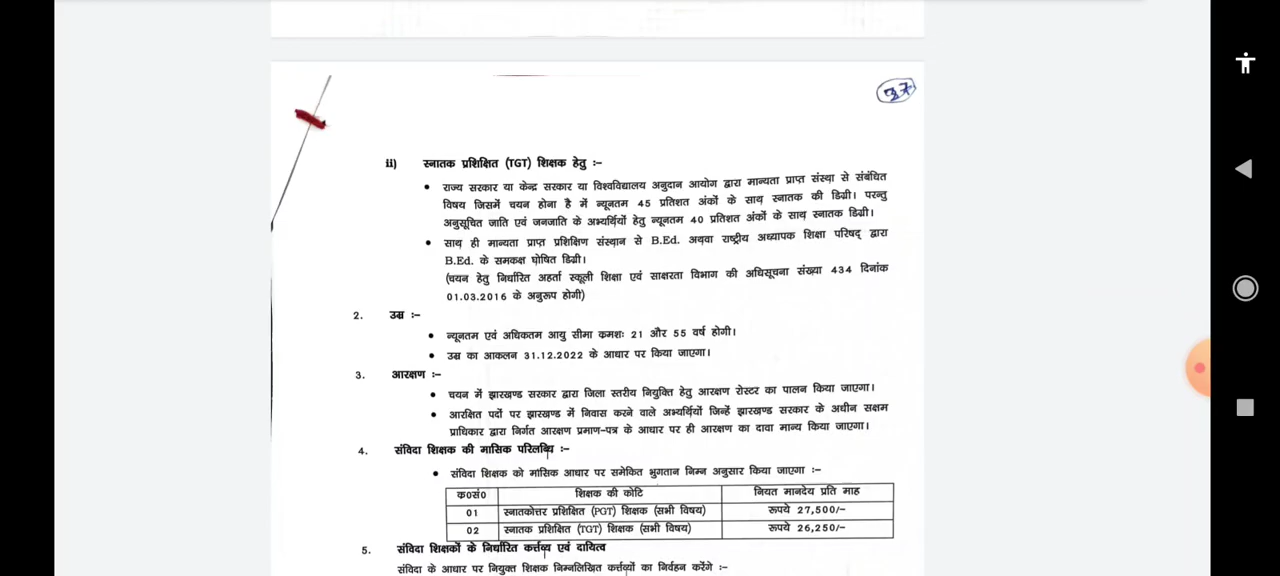 37
ii) स्नातक प्रशिक्षित (TGT) शिक्षक हेतु :–
• राज्य सरकार या केन्द्र सरकार या विश्वविद्यालय अनुदान आयोग द्वारा मान्यता प्राप्त संस्था से संबंधित
विषय जिसमें चयन होना है में न्यूनतम 45 प्रतिशत अंकों के साथ स्नातक की डिग्री। परन्तु
अनुसूचित जाति एवं जनजाति के अभ्यर्थियों हेतु न्यूनतम 40 प्रतिशत अंकों के साथ स्नातक डिग्री।
• साथ ही मान्यता प्राप्त प्रशिक्षण संस्थान से B.Ed. अथवा राष्ट्रीय अध्यापक शिक्षा परिषद् द्वारा
B.Ed. के समकक्ष घोषित डिग्री।
(चयन हेतु निर्धारित अहर्ता स्कूली शिक्षा एवं साक्षरता विभाग की अधिसूचना संख्या 434 दिनांक
01.03.2016 के अनुरूप होगी)
2. उम्र :–
• न्यूनतम एवं अधिकतम आयु सीमा क्रमशः 21 और 55 वर्ष होगी।
• उम्र का आकलन 31.12.2022 के आधार पर किया जाएगा।
3. आरक्षण :–
• चयन में झारखण्ड सरकार द्वारा जिला स्तरीय नियुक्ति हेतु आरक्षण रोस्टर का पालन किया जाएगा।
• आरक्षित पदों पर झारखण्ड में निवास करने वाले अभ्यर्थियों जिन्हें झारखण्ड सरकार के अधीन सक्षम
प्राधिकार द्वारा निर्गत आरक्षण प्रमाण-पत्र के आधार पर ही आरक्षण का दावा मान्य किया जाएगा।
4. संविदा शिक्षक की मासिक परिलब्धि :–
• संविदा शिक्षक को मासिक आधार पर समेकित भुगतान निम्न अनुसार किया जाएगा :–
क०सं० शिक्षक की कोटि नियत मानदेय प्रति माह
01 स्नातकोत्तर प्रशिक्षित (PGT) शिक्षक (सभी विषय) रूपये 27,500/–
02 स्नातक प्रशिक्षित (TGT) शिक्षक (सभी विषय) रूपये 26,250/–
5. संविदा शिक्षकों के निर्धारित कर्त्तव्य एवं दायित्व
संविदा के आधार पर नियुक्त शिक्षक निम्नलिखित कर्त्तव्यों का निर्वहन करेंगे :–